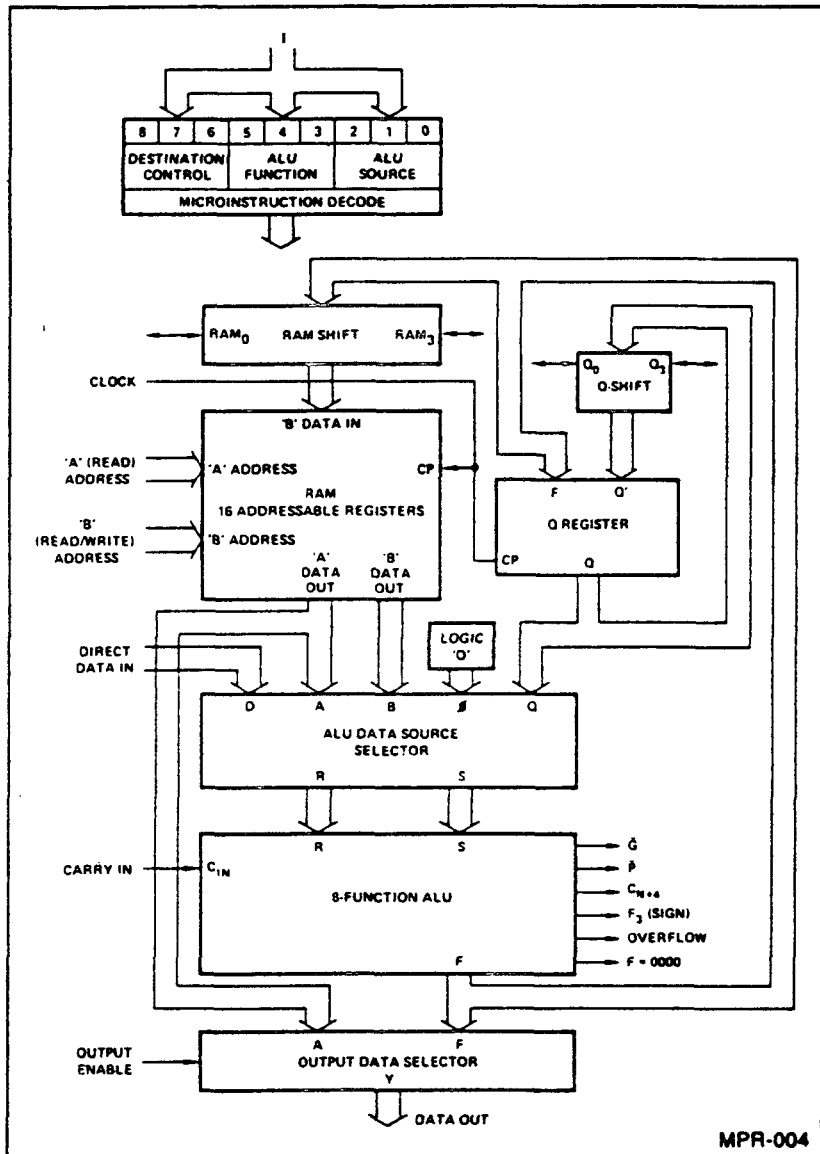 I
8 7 6 5 4 3 2 1 0
DESTINATION CONTROL
ALU FUNCTION
ALU SOURCE
MICROINSTRUCTION DECODE
RAM0 RAM SHIFT RAM3
CLOCK
Q0 Q3
Q-SHIFT
'B' DATA IN
'A' (READ) ADDRESS
'A' ADDRESS
CP
RAM
16 ADDRESSABLE REGISTERS
'B' (READ/WRITE) ADDRESS
'B' ADDRESS
'A' DATA OUT
'B' DATA OUT
F Q'
Q REGISTER
CP Q
DIRECT DATA IN
LOGIC '0'
D A B Ø Q
ALU DATA SOURCE
SELECTOR
R S
R S
CARRY IN
CIN
8-FUNCTION ALU
F
G̅
P̅
CN+4
F3 (SIGN)
OVERFLOW
F = 0000
A F
OUTPUT ENABLE
OUTPUT DATA SELECTOR
Y
DATA OUT
MPR-004